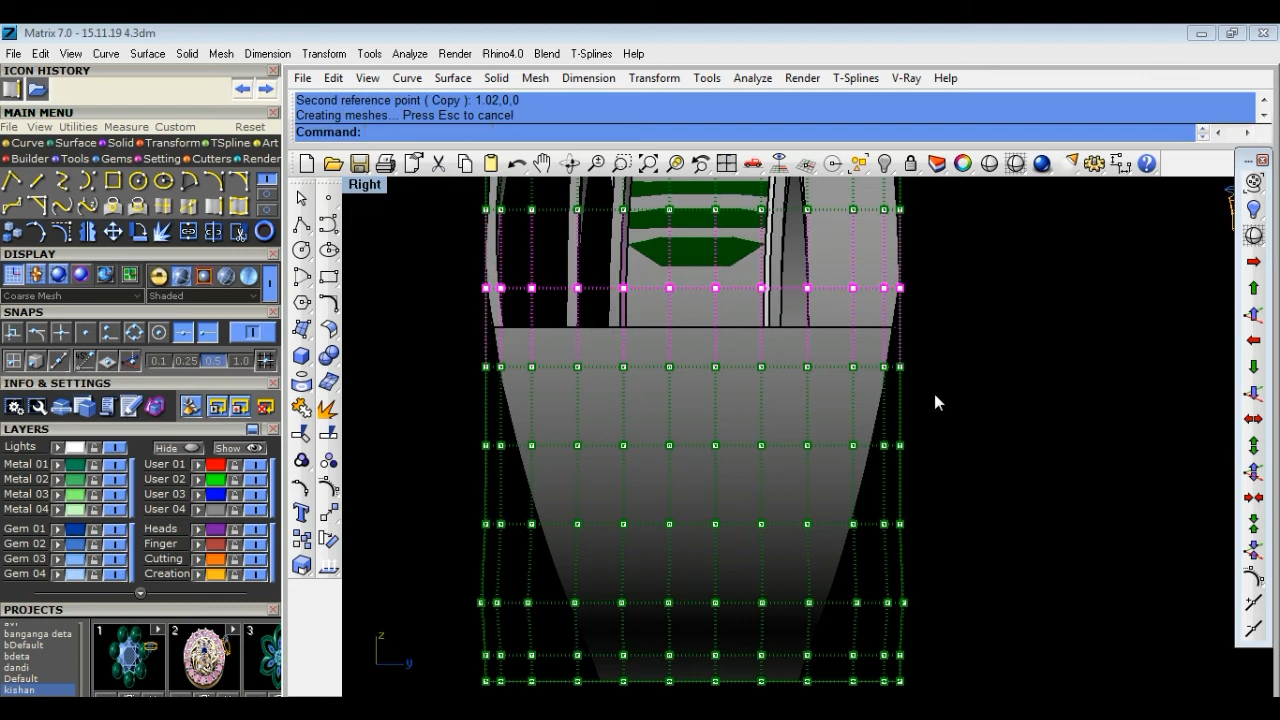 Matrix 7.0 - 15.11.19 4.3dm
File Edit View Curve Surface Solid Mesh Dimension Transform Tools Analyze Render Rhino4.0 Blend T-Splines Help
ICON HISTORY
MAIN MENU
File View Utilities Measure Custom Reset
Curve Surface Solid Transform TSpline Art
Builder Tools Gems Setting Cutters Render
DISPLAY
Coarse Mesh Shaded
SNAPS
0.1 0.25 0.5 1.0
INFO & SETTINGS
LAYERS
Lights Hide Show
Metal 01 User 01
Metal 02 User 02
Metal 03 User 03
Metal 04 User 04
Gem 01 Heads
Gem 02 Finger
Gem 03 Cutting
Gem 04 Creation
PROJECTS
banganga deta
bDefault
bdeta
dandi
Default
kishan
1 2 3
File Edit View Curve Surface Solid Mesh Dimension Transform Tools Analyze Render T-Splines V-Ray Help
Second reference point ( Copy ): 1.02,0,0
Creating meshes... Press Esc to cancel
Command:
Right
z
y